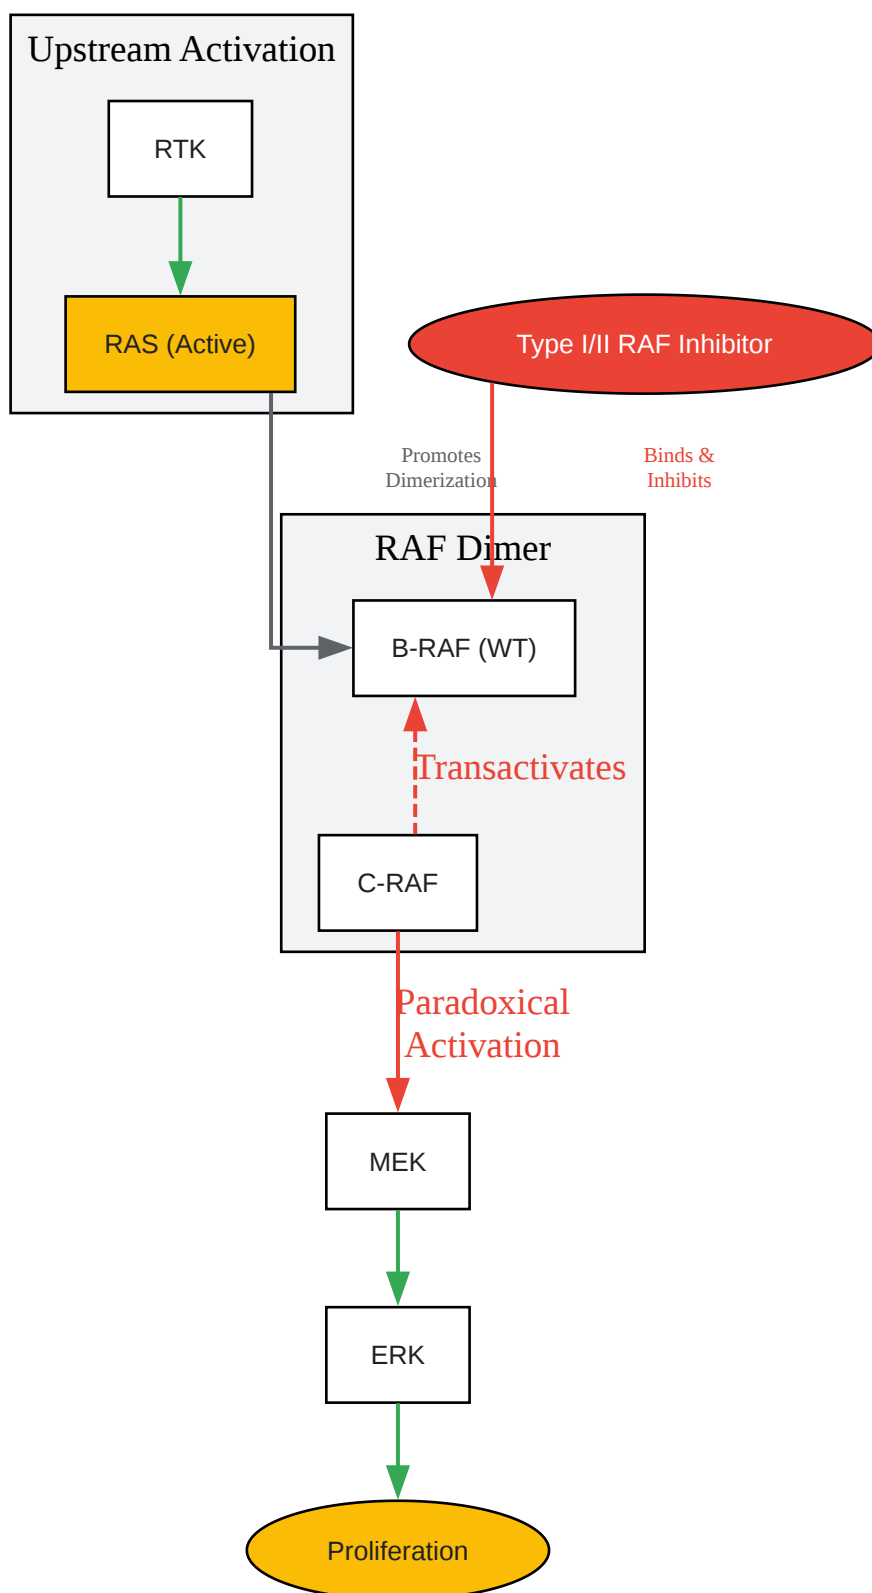 Upstream Activation
RTK
RAS (Active)
Type I/II RAF Inhibitor
Promotes
Dimerization
Binds &
Inhibits
RAF Dimer
B-RAF (WT)
Transactivates
C-RAF
Paradoxical
Activation
MEK
ERK
Proliferation